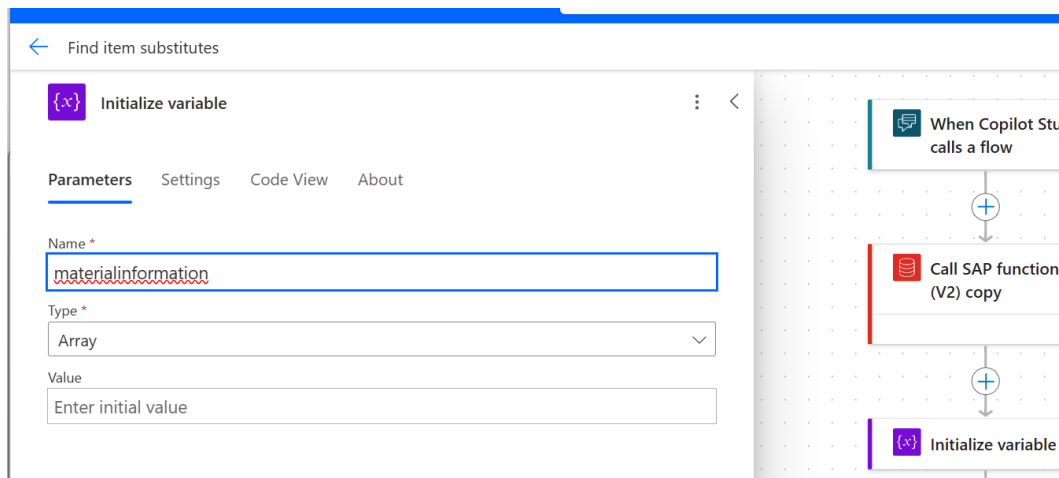 Find item substitutes
{x} Initialize variable
Parameters Settings Code View About
Name *
materialinformation
Type *
Array
Value
Enter initial value
When Copilot Stu
calls a flow
Call SAP function
(V2) copy
{x} Initialize variable